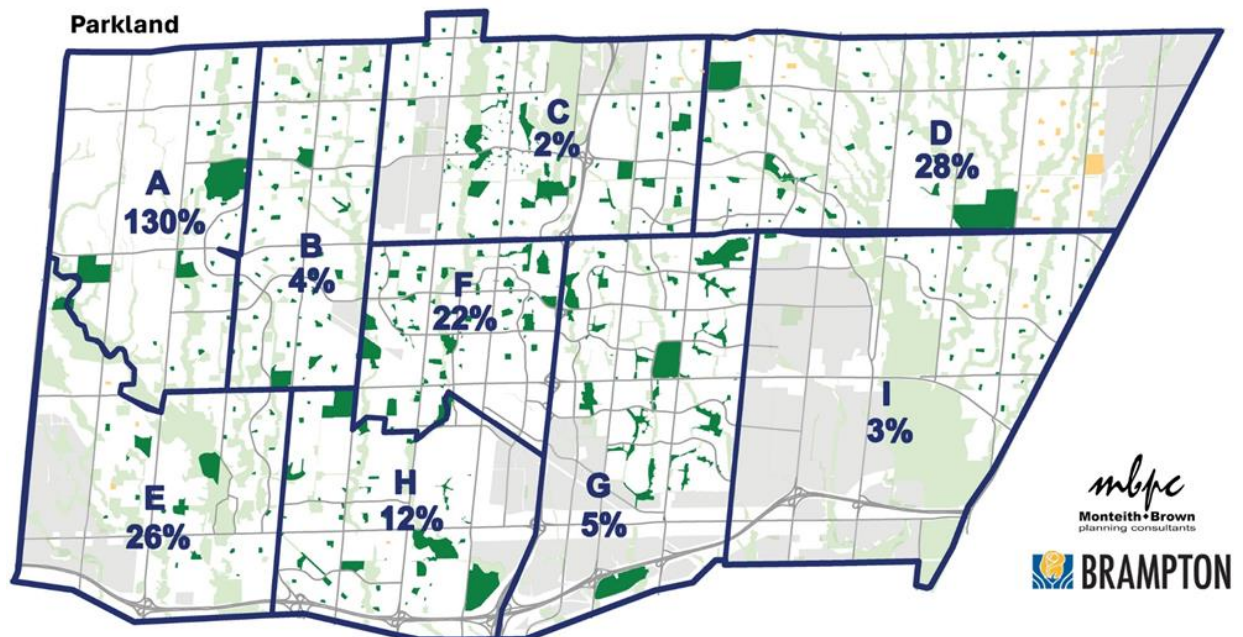 Parkland
A
130%
B
4%
C
2%
D
28%
F
22%
E
26%
H
12%
G
5%
I
3%
mbpc
Monteith•Brown
planning consultants
BRAMPTON